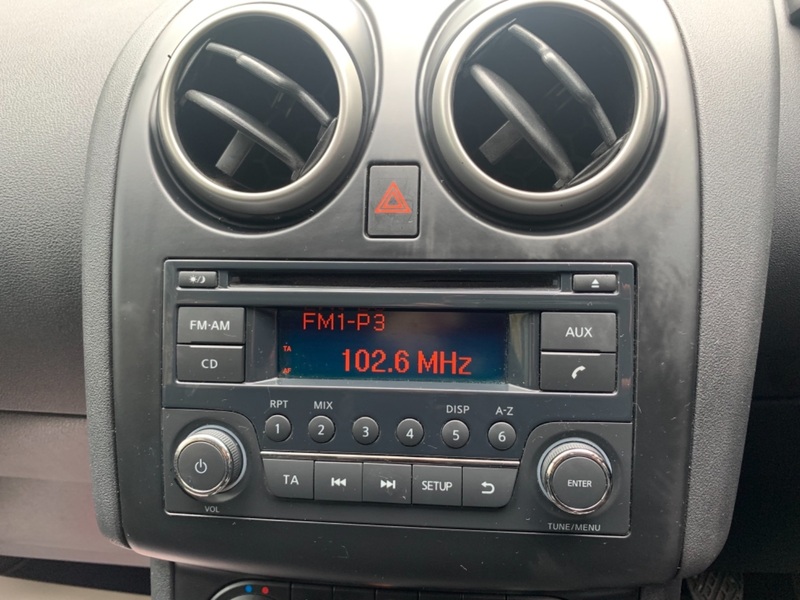 FM-AM
CD
FM1-P3
TA
AF
102.6 MHz
AUX
RPT
MIX
DISP
A-Z
1
2
3
4
5
6
TA
SETUP
ENTER
VOL
TUNE/MENU